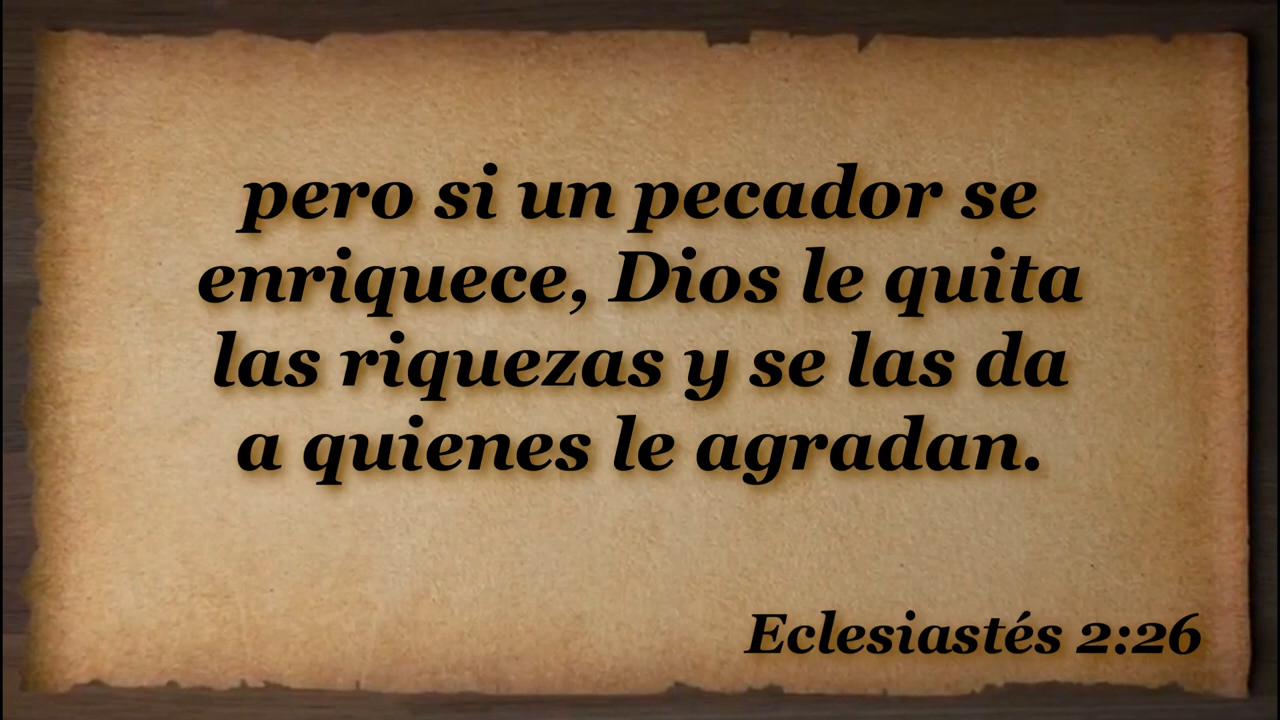 pero si un pecador se
enriquece, Dios le quita
las riquezas y se las da
a quienes le agradan.
Eclesiastés 2:26